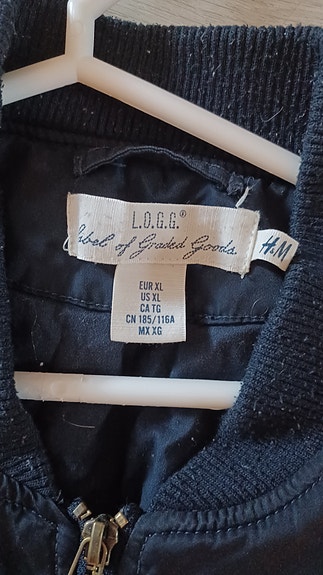 L.O.G.G.®
Label of Graded Goods.
H&M
EUR XL
US XL
CA TG
CN 185/116A
MX XG